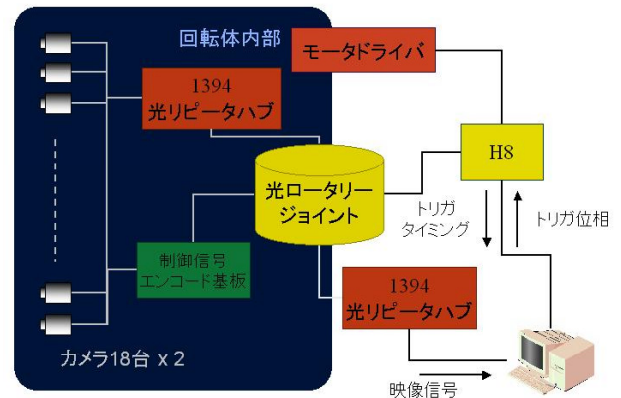 回転体内部
モータドライバ
1394
光リピータハブ
H8
光ロータリー
ジョイント
トリガ
タイミング
トリガ位相
制御信号
エンコード基板
1394
光リピータハブ
カメラ18台 x 2
映像信号